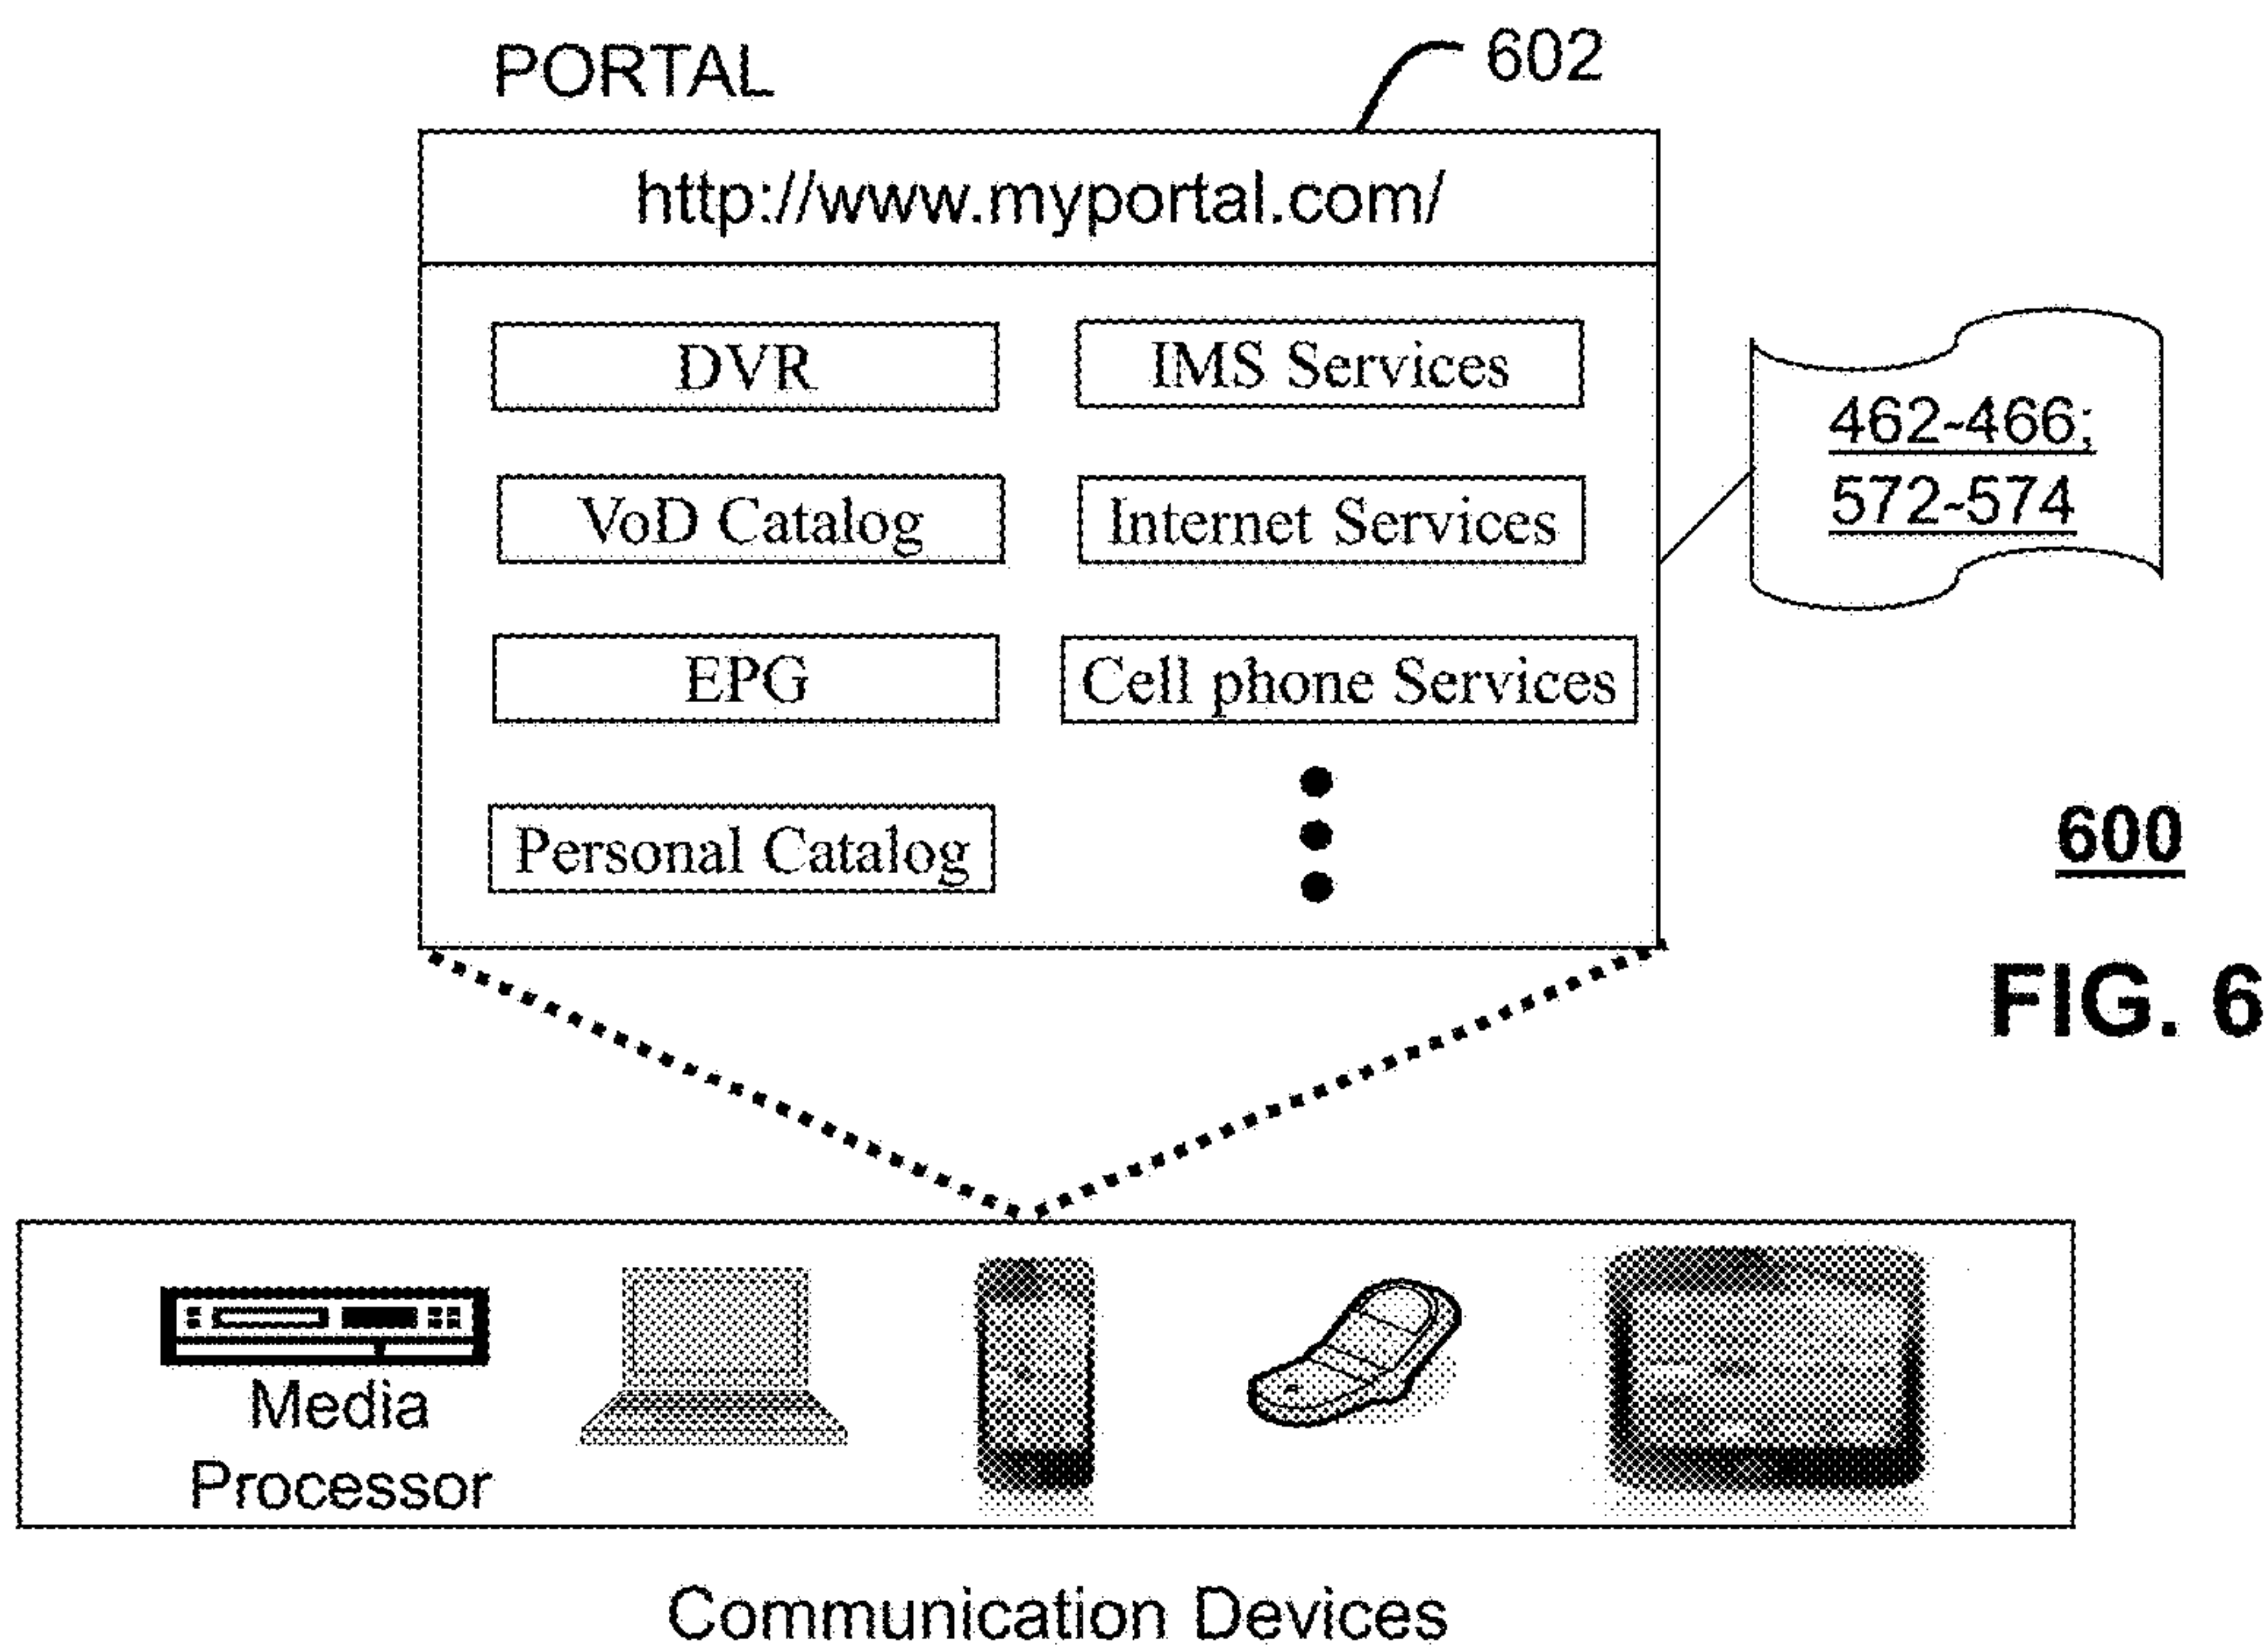 PORTAL
602
http://www.myportal.com/
DVR
IMS Services
VoD Catalog
Internet Services
EPG
Cell phone Services
Personal Catalog
462-466;
572-574
600
FIG. 6
Media
Processor
Communication Devices